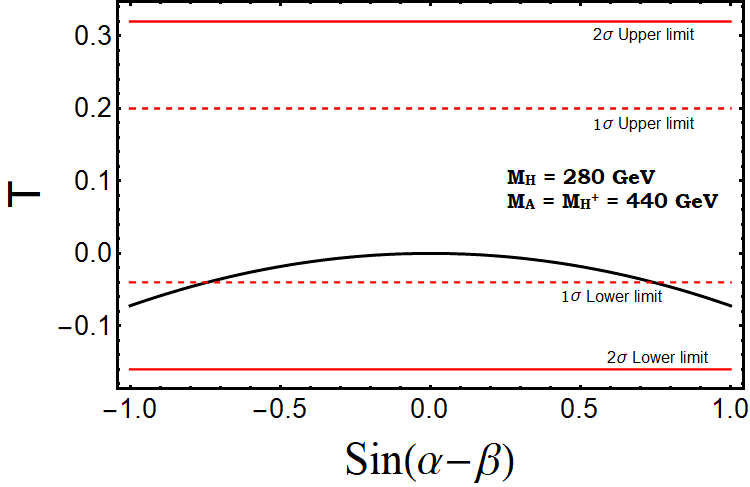 0.3
2σ Upper limit
0.2
1σ Upper limit
T
0.1
M_H = 280 GeV
M_A = M_H⁺ = 440 GeV
0.0
1σ Lower limit
−0.1
2σ Lower limit
−1.0 −0.5 0.0 0.5 1.0
Sin(α−β)